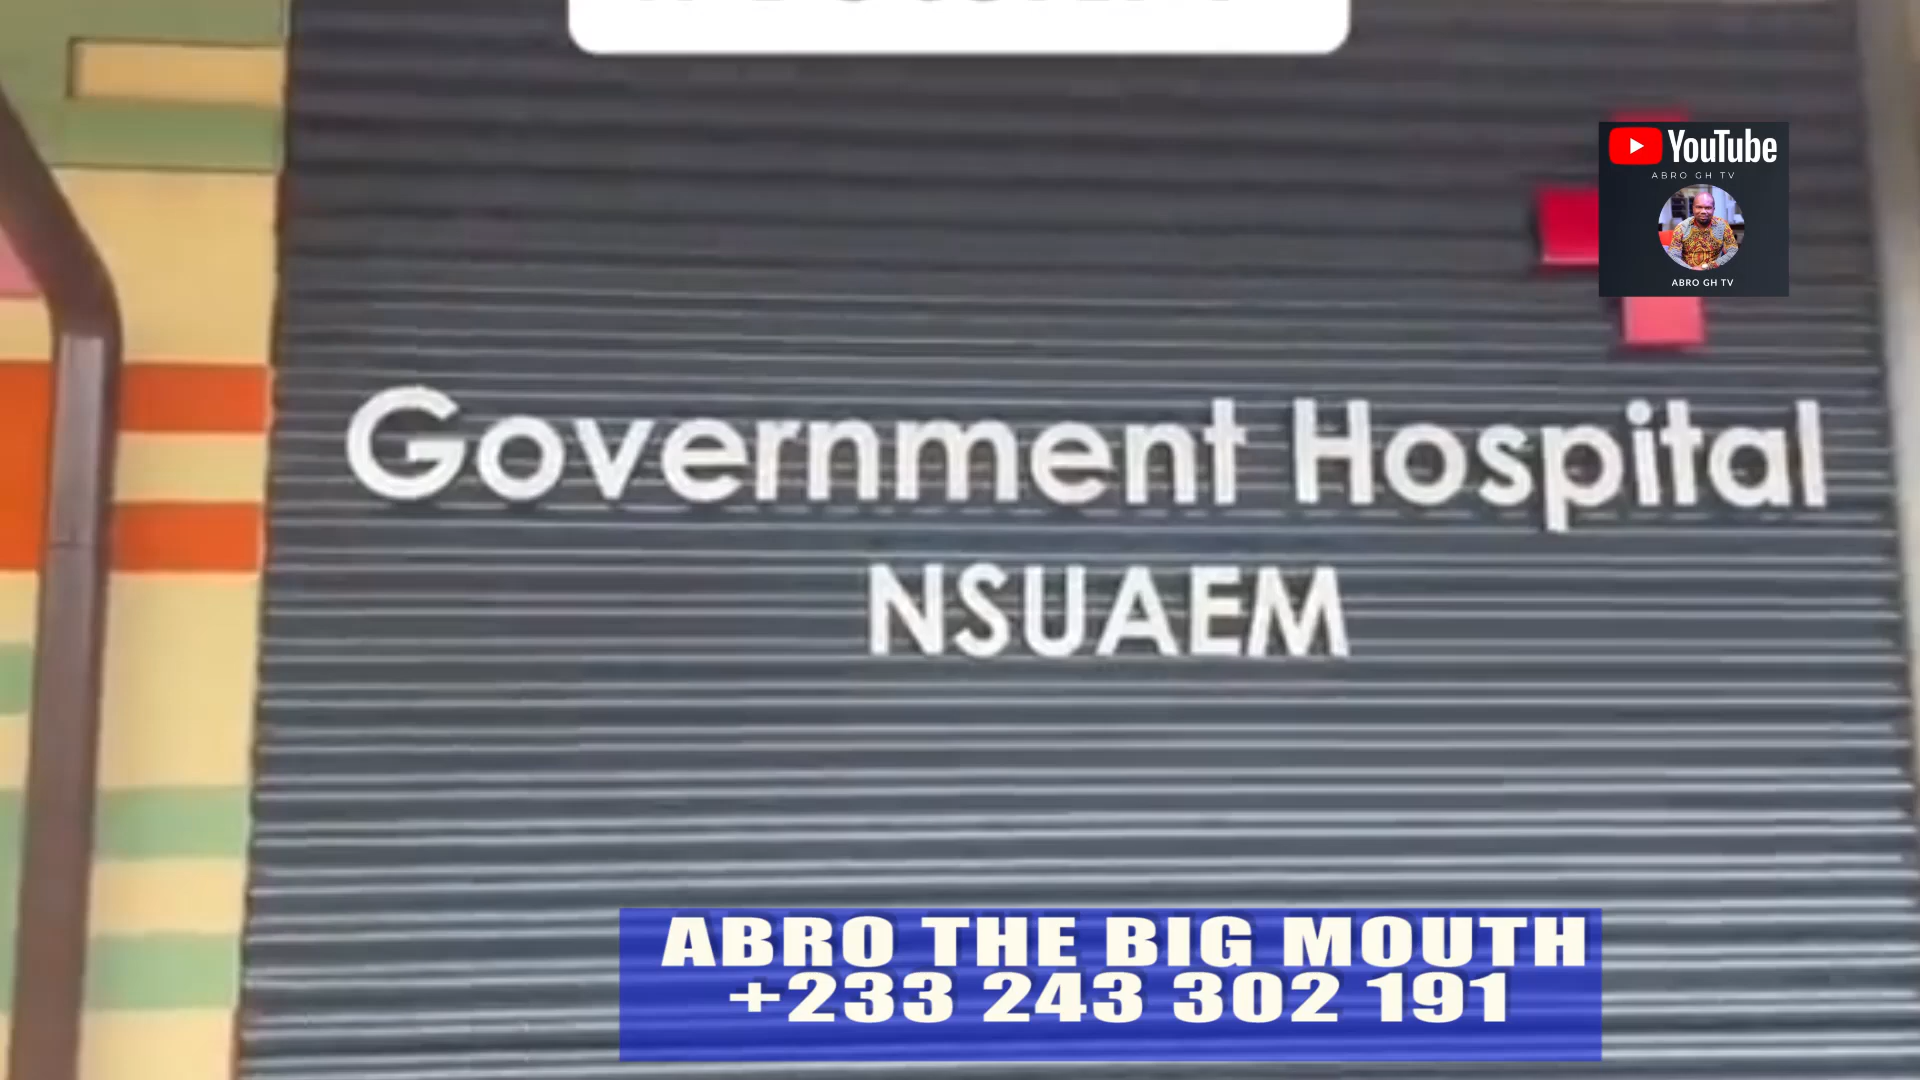 YouTube
ABRO GH TV
ABRO GH TV
Government Hospital
NSUAEM
ABRO THE BIG MOUTH
+233 243 302 191